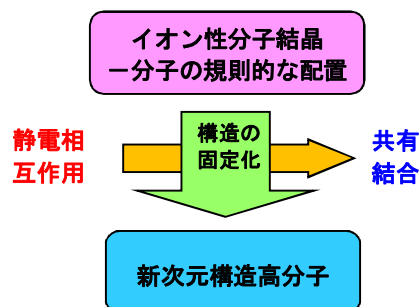 イオン性分子結晶
－分子の規則的な配置
静電相
互作用
構造の
固定化
共有
結合
新次元構造高分子